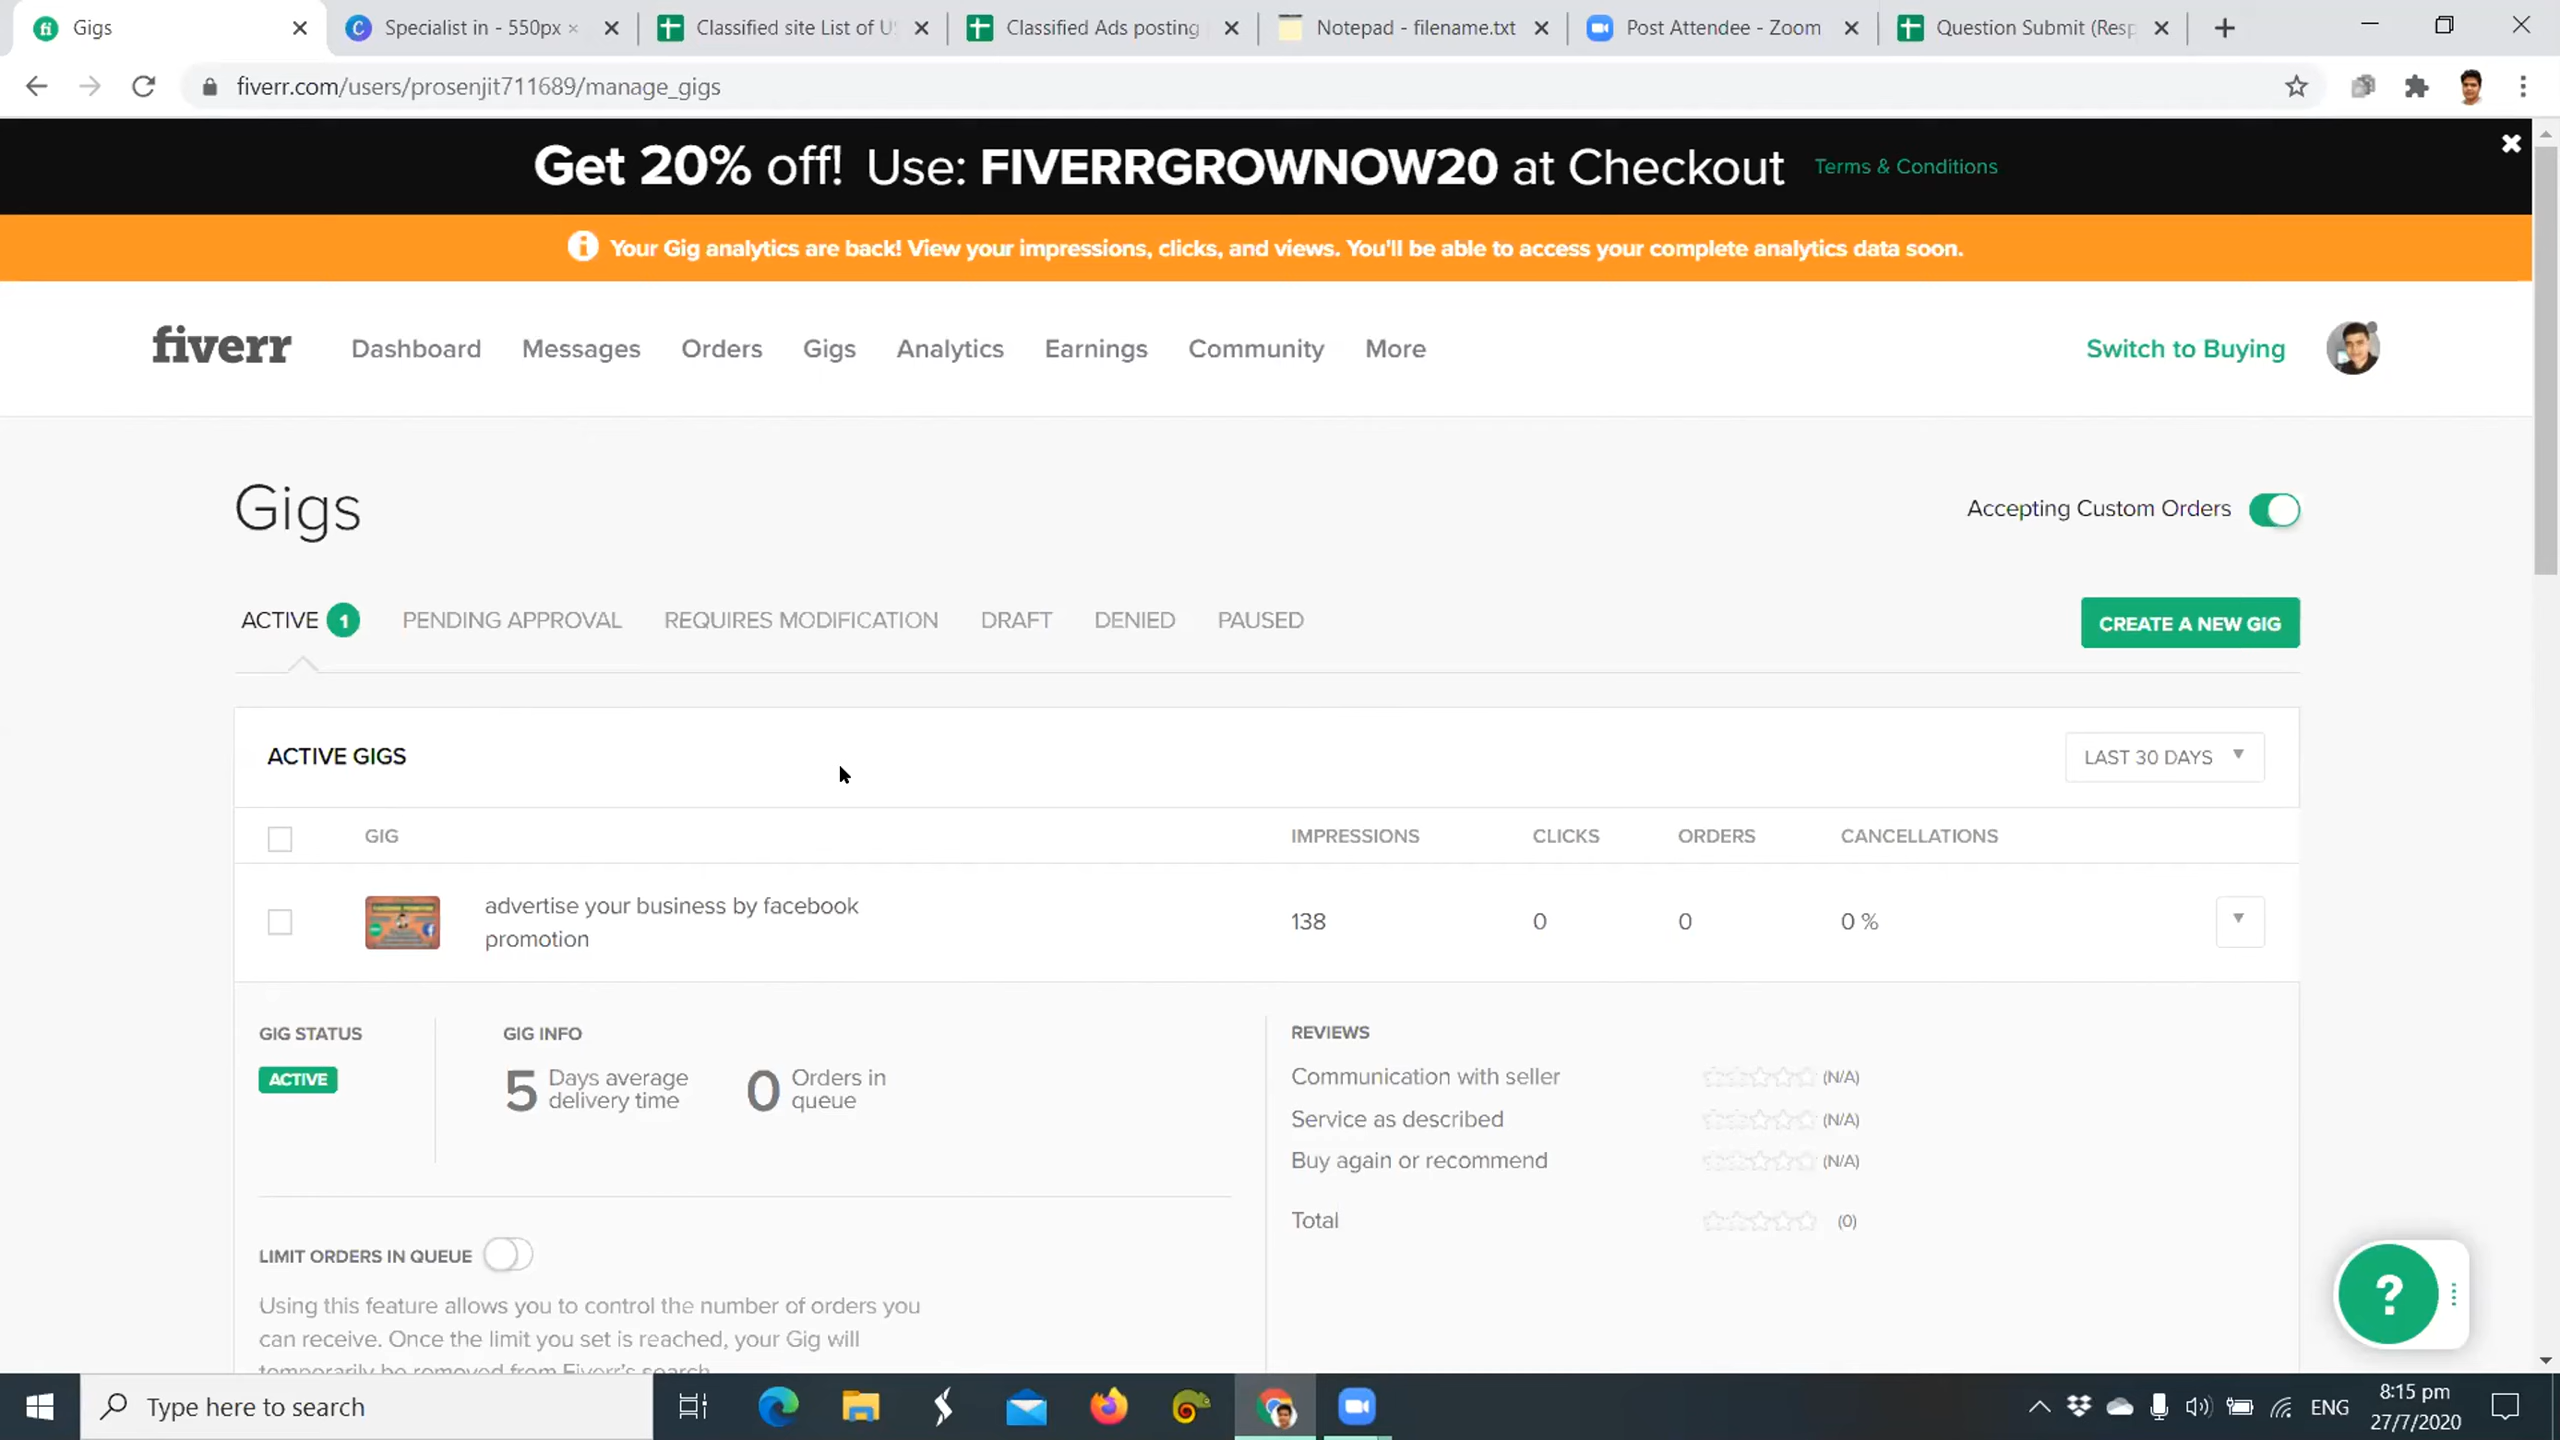 Gigs
Specialist in - 550px ×
Classified site List of U
Classified Ads posting
Notepad - filename.txt
Post Attendee - Zoom
Question Submit (Resp
fiverr.com/users/prosenjit711689/manage_gigs
Get 20% off! Use: FIVERRGROWNOW20 at Checkout Terms & Conditions
Your Gig analytics are back! View your impressions, clicks, and views. You'll be able to access your complete analytics data soon.
fiverr Dashboard Messages Orders Gigs Analytics Earnings Community More Switch to Buying
Gigs
Accepting Custom Orders
ACTIVE 1 PENDING APPROVAL REQUIRES MODIFICATION DRAFT DENIED PAUSED
CREATE A NEW GIG
ACTIVE GIGS
LAST 30 DAYS
GIG IMPRESSIONS CLICKS ORDERS CANCELLATIONS
advertise your business by facebook
promotion
138 0 0 0 %
GIG STATUS
ACTIVE
GIG INFO
5 Days average
delivery time
0 Orders in
queue
REVIEWS
Communication with seller (N/A)
Service as described (N/A)
Buy again or recommend (N/A)
Total (0)
LIMIT ORDERS IN QUEUE
Using this feature allows you to control the number of orders you
can receive. Once the limit you set is reached, your Gig will
temporarily be removed from Fiverr's search
?
Type here to search
ENG
8:15 pm
27/7/2020